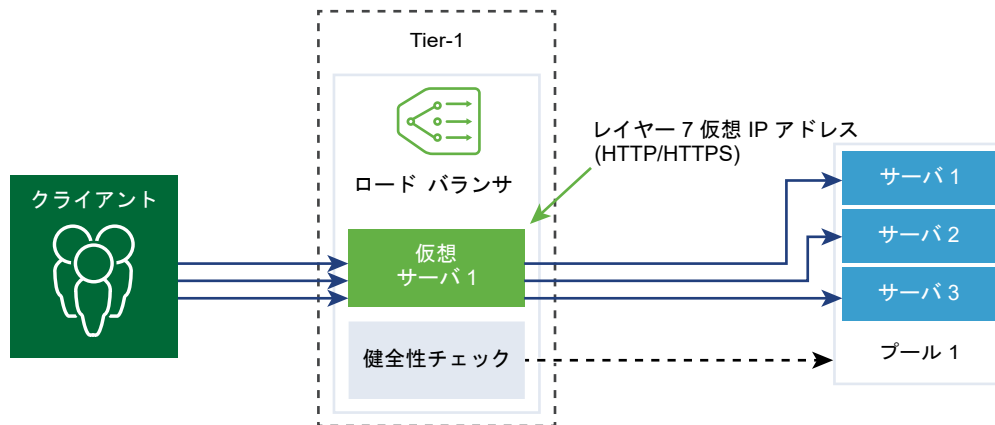 Tier-1
ロード バランサ
レイヤー 7 仮想 IP アドレス
(HTTP/HTTPS)
クライアント
仮想
サーバ 1
健全性チェック
サーバ 1
サーバ 2
サーバ 3
プール 1